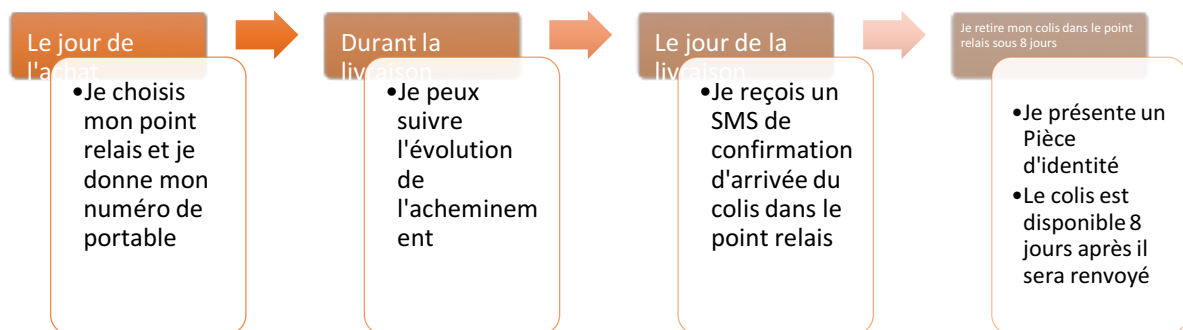 Le jour de
l'achat
•Je choisis
mon point
relais et je
donne mon
numéro de
portable
Durant la
livraison
•Je peux
suivre
l'évolution
de
l'acheminem
ent
Le jour de la
livraison
•Je reçois un
SMS de
confirmation
d'arrivée du
colis dans le
point relais
Je retire mon colis dans le point
relais sous 8 jours
•Je présente un
Pièce
d'identité
•Le colis est
disponible 8
jours après il
sera renvoyé